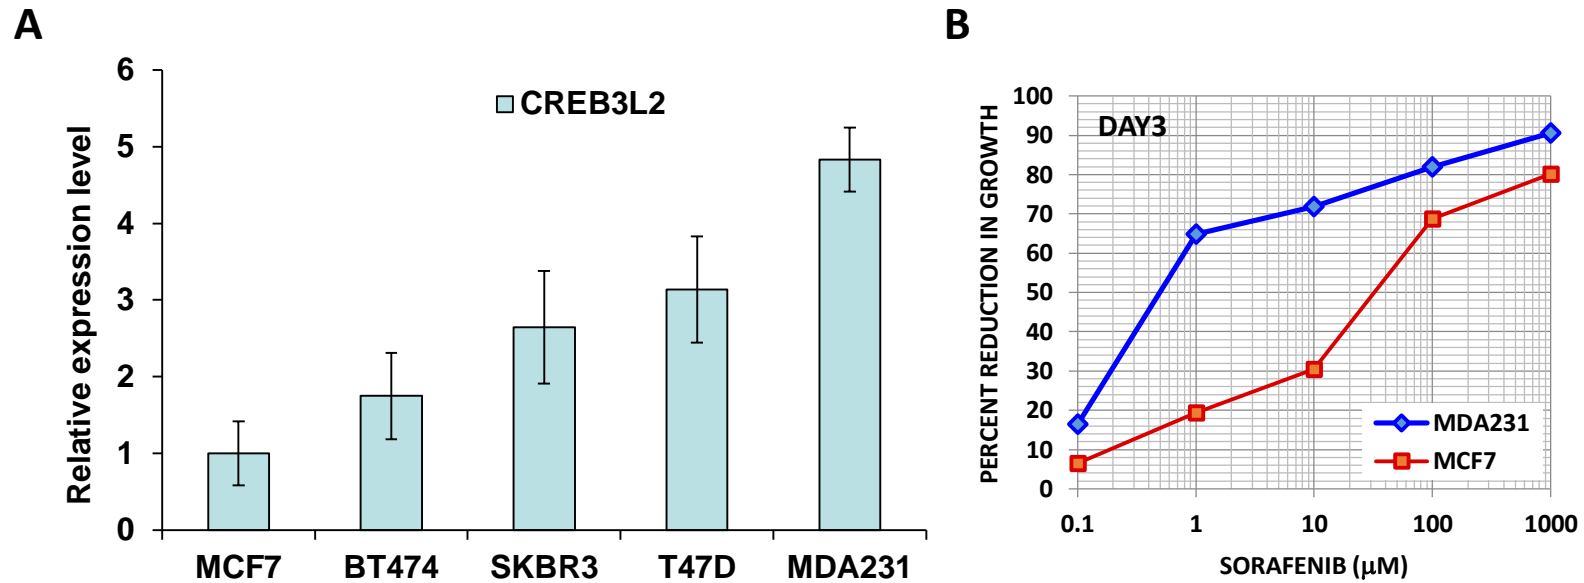 A
Relative expression level
6
5
4
3
2
1
0
CREB3L2
MCF7 BT474 SKBR3 T47D MDA231
B
PERCENT REDUCTION IN GROWTH
100
90
80
70
60
50
40
30
20
10
0
DAY3
MDA231
MCF7
0.1 1 10 100 1000
SORAFENIB (μM)